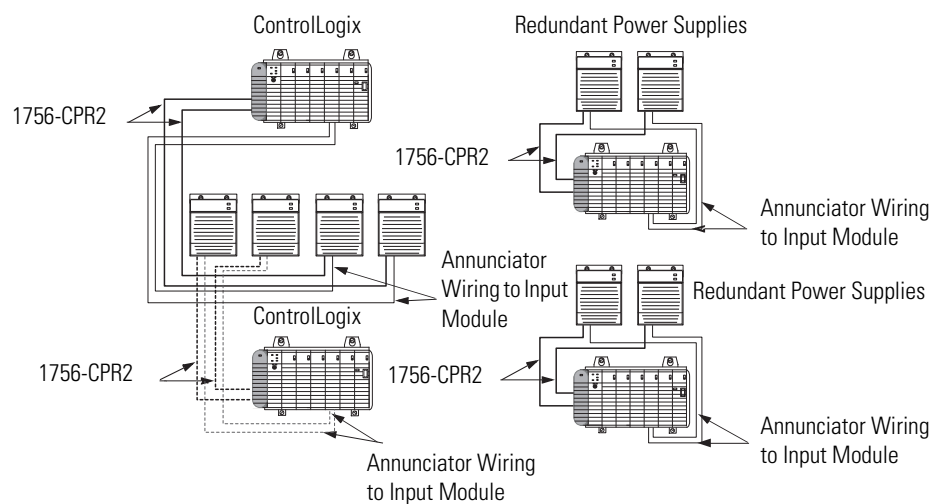 ControlLogix
Redundant Power Supplies
1756-CPR2
1756-CPR2
Annunciator Wiring
to Input Module
Annunciator
Wiring to Input
Module
ControlLogix
Redundant Power Supplies
1756-CPR2
1756-CPR2
Annunciator Wiring
to Input Module
Annunciator Wiring
to Input Module